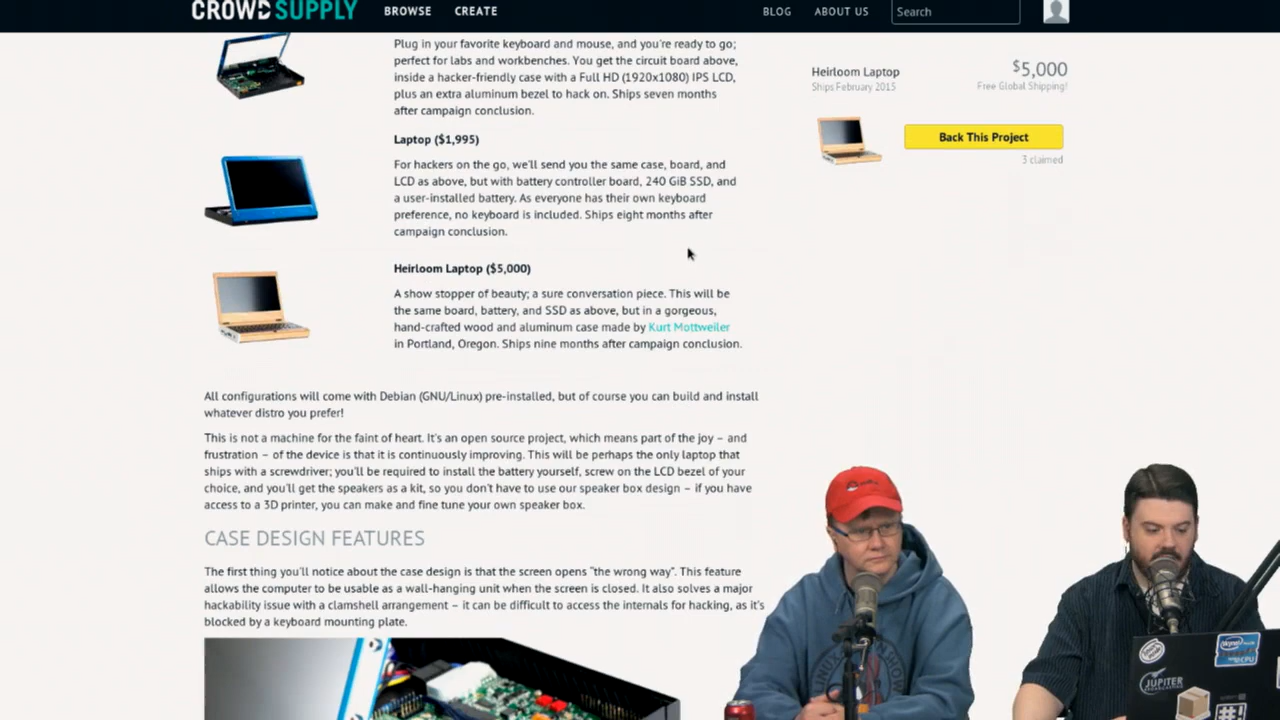 CROWD SUPPLY BROWSE CREATE BLOG ABOUT US Search
Plug in your favorite keyboard and mouse, and you're ready to go;
perfect for labs and workbenches. You get the circuit board above,
inside a hacker-friendly case with a Full HD (1920x1080) IPS LCD,
plus an extra aluminum bezel to hack on. Ships seven months
after campaign conclusion.
Heirloom Laptop $5,000
Ships February 2015 Free Global Shipping!
Back This Project
3 claimed
Laptop ($1,995)
For hackers on the go, we'll send you the same case, board, and
LCD as above, but with battery controller board, 240 GiB SSD, and
a user-installed battery. As everyone has their own keyboard
preference, no keyboard is included. Ships eight months after
campaign conclusion.
Heirloom Laptop ($5,000)
A show stopper of beauty; a sure conversation piece. This will be
the same board, battery, and SSD as above, but in a gorgeous,
hand-crafted wood and aluminum case made by Kurt Mottweiler
in Portland, Oregon. Ships nine months after campaign conclusion.
All configurations will come with Debian (GNU/Linux) pre-installed, but of course you can build and install
whatever distro you prefer!
This is not a machine for the faint of heart. It's an open source project, which means part of the joy – and
frustration – of the device is that it is continuously improving. This will be perhaps the only laptop that
ships with a screwdriver; you'll be required to install the battery yourself, screw on the LCD bezel of your
choice, and you'll get the speakers as a kit, so you don't have to use our speaker box design – if you have
access to a 3D printer, you can make and fine tune your own speaker box.
CASE DESIGN FEATURES
The first thing you'll notice about the case design is that the screen opens "the wrong way". This feature
allows the computer to be usable as a wall-hanging unit when the screen is closed. It also solves a major
hackability issue with a clamshell arrangement – it can be difficult to access the internals for hacking, as it's
blocked by a keyboard mounting plate.
JUPITER
#!